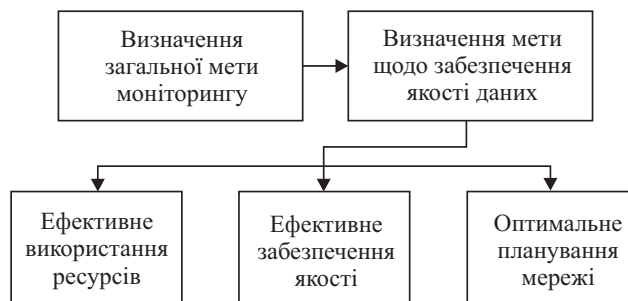 Визначення
загальної мети
моніторингу
Визначення мети
щодо забезпечення
якості даних
Ефективне
використання
ресурсів
Ефективне
забезпечення
якості
Оптимальне
планування
мережі